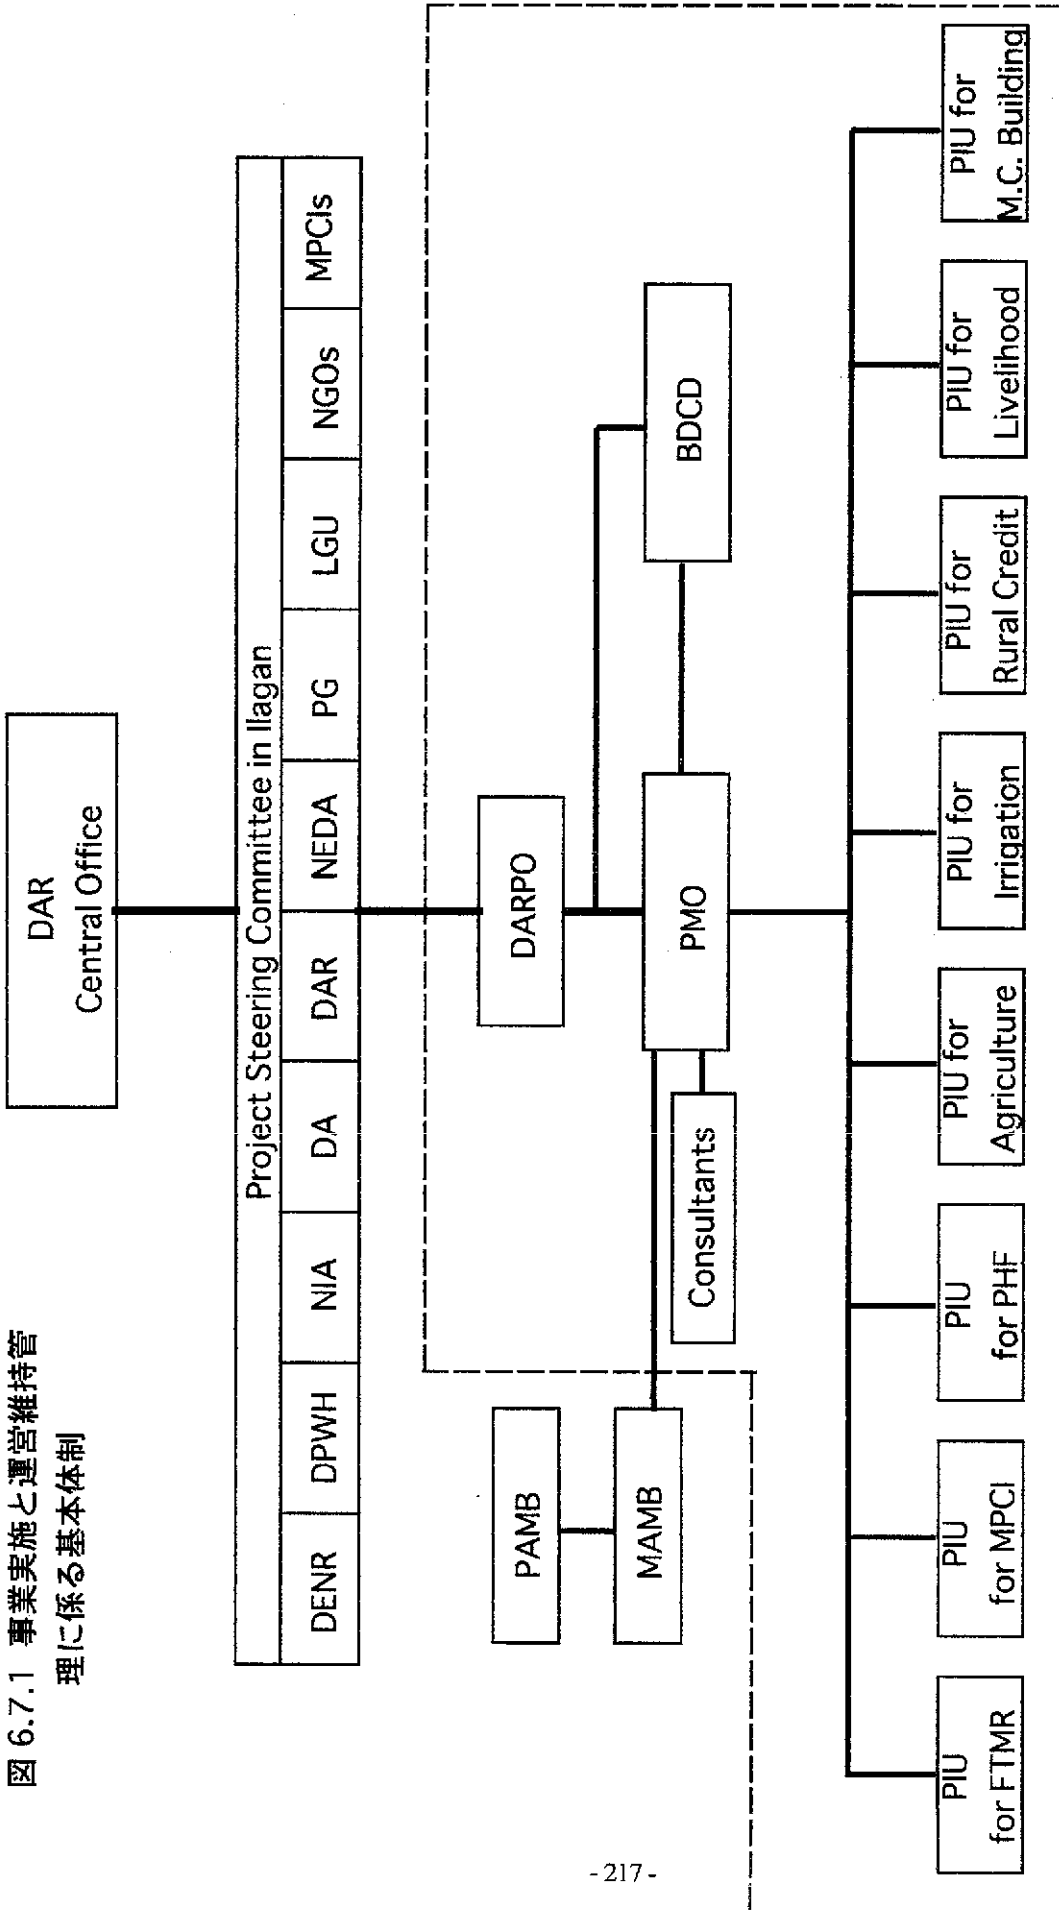 図 6.7.1 事業実施と運営維持管
理に係る基本体制
DAR
Central Office
Project Steering Committee in Ilagan
DENR
DPWH
NIA
DA
DAR
NEDA
PG
LGU
NGOs
MPCIs
PAMB
MAMB
DARPO
PMO
Consultants
BDCD
PIU
for FTMR
PIU
for MPCI
PIU
for PHF
PIU for
Agriculture
PIU for
Irrigation
PIU for
Rural Credit
PIU for
Livelihood
PIU for
M.C. Building
- 217 -